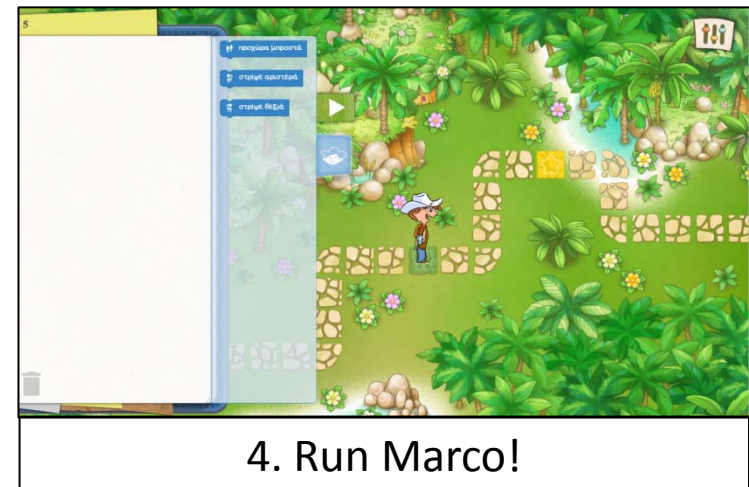 5
προχώρα μπροστά
στρίψε αριστερά
στρίψε δεξιά
4. Run Marco!